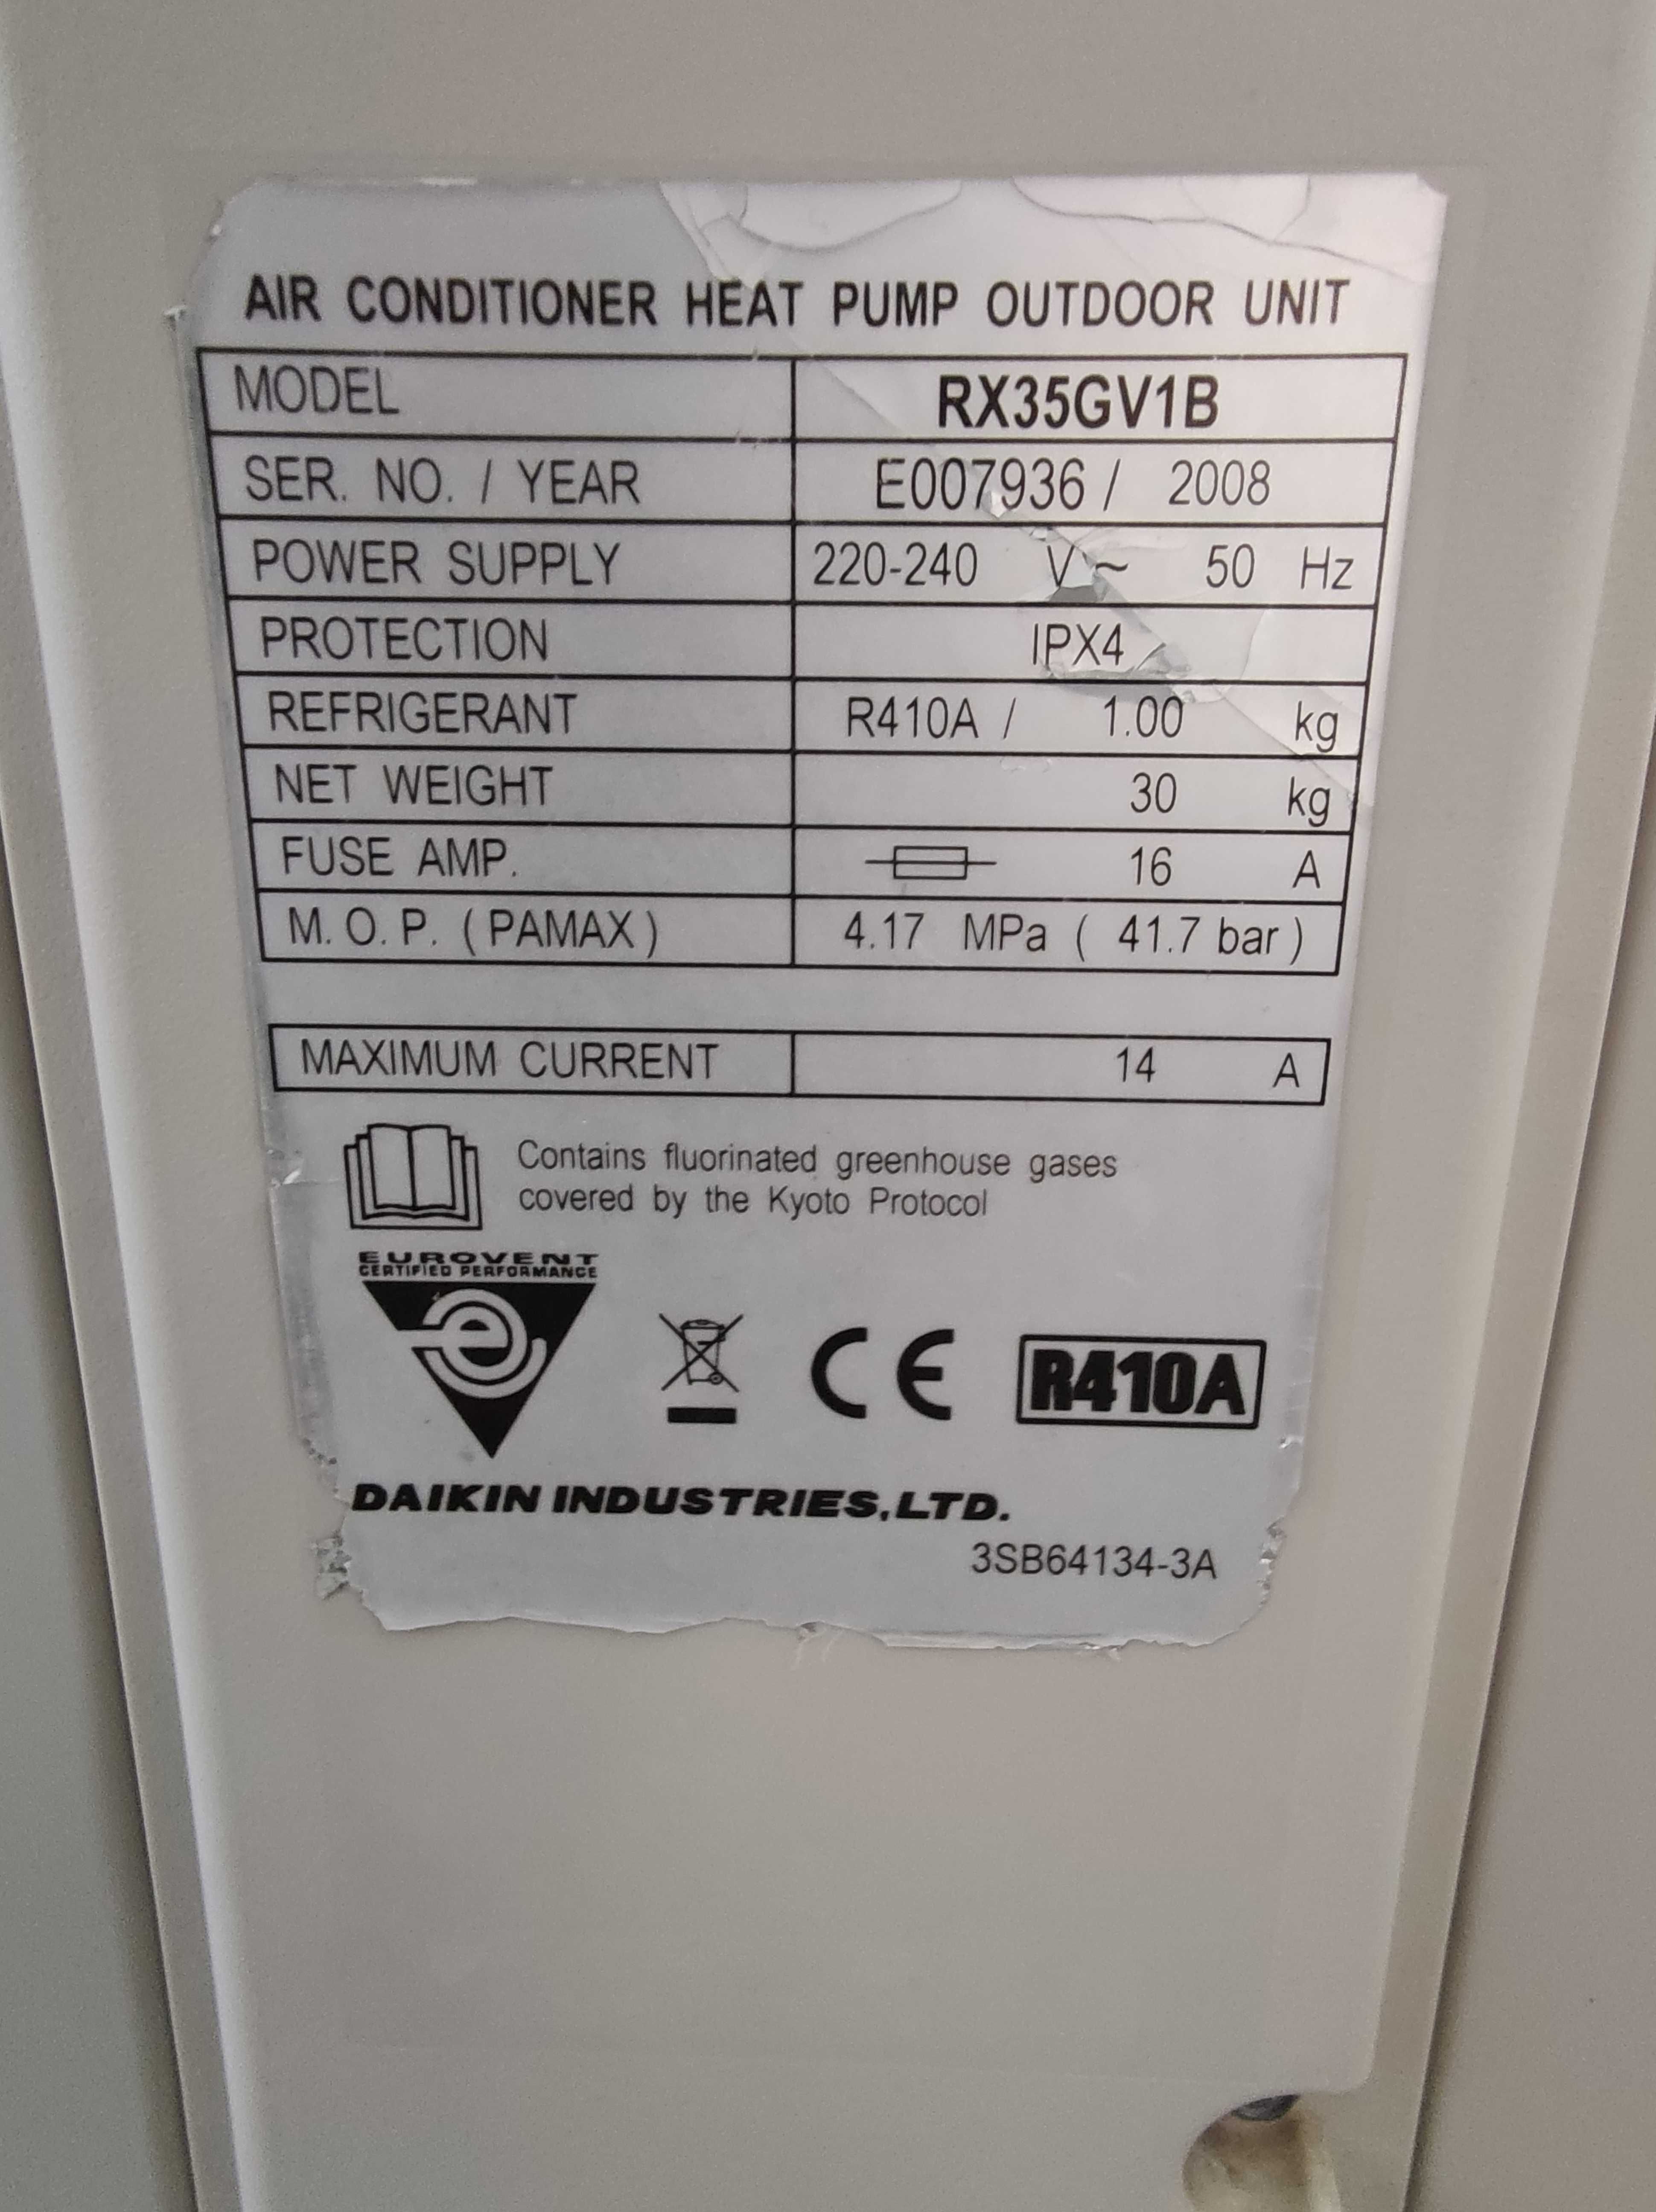 AIR CONDITIONER HEAT PUMP OUTDOOR UNIT
MODEL RX35GV1B
SER. NO. / YEAR E007936 / 2008
POWER SUPPLY 220-240 V ~ 50 Hz
PROTECTION IPX4
REFRIGERANT R410A / 1.00 kg
NET WEIGHT 30 kg
FUSE AMP. 16 A
M. O. P. ( PAMAX ) 4.17 MPa ( 41.7 bar )
MAXIMUM CURRENT 14 A
Contains fluorinated greenhouse gases
covered by the Kyoto Protocol
EUROVENT
CERTIFIED PERFORMANCE
e CE R410A
DAIKIN INDUSTRIES,LTD.
3SB64134-3A